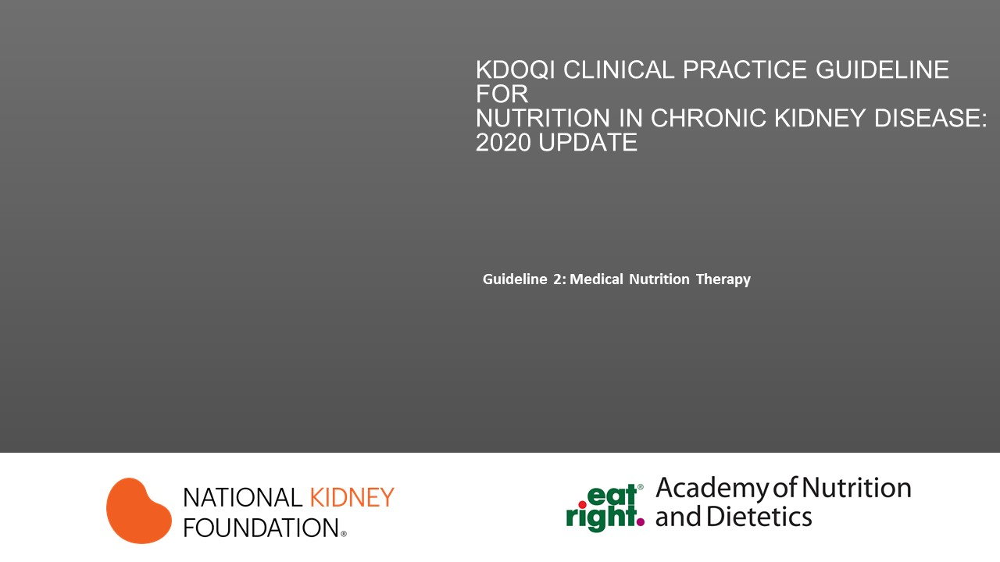 KDOQI CLINICAL PRACTICE GUIDELINE
FOR
NUTRITION IN CHRONIC KIDNEY DISEASE:
2020 UPDATE
Guideline 2: Medical Nutrition Therapy
NATIONAL KIDNEY
FOUNDATION®
eat®
right.
Academy of Nutrition
and Dietetics